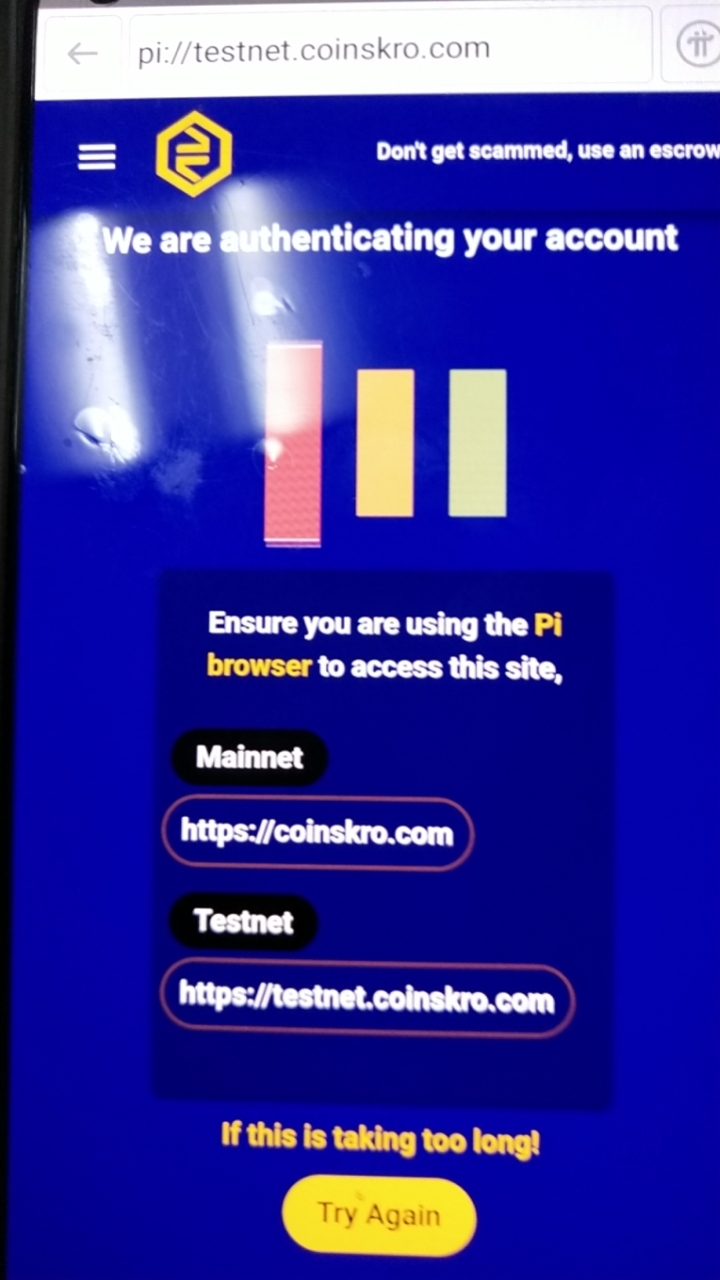 pi://testnet.coinskro.com
Don't get scammed, use an escrow
We are authenticating your account
Ensure you are using the Pi
browser to access this site,
Mainnet
https://coinskro.com
Testnet
https://testnet.coinskro.com
If this is taking too long!
Try Again